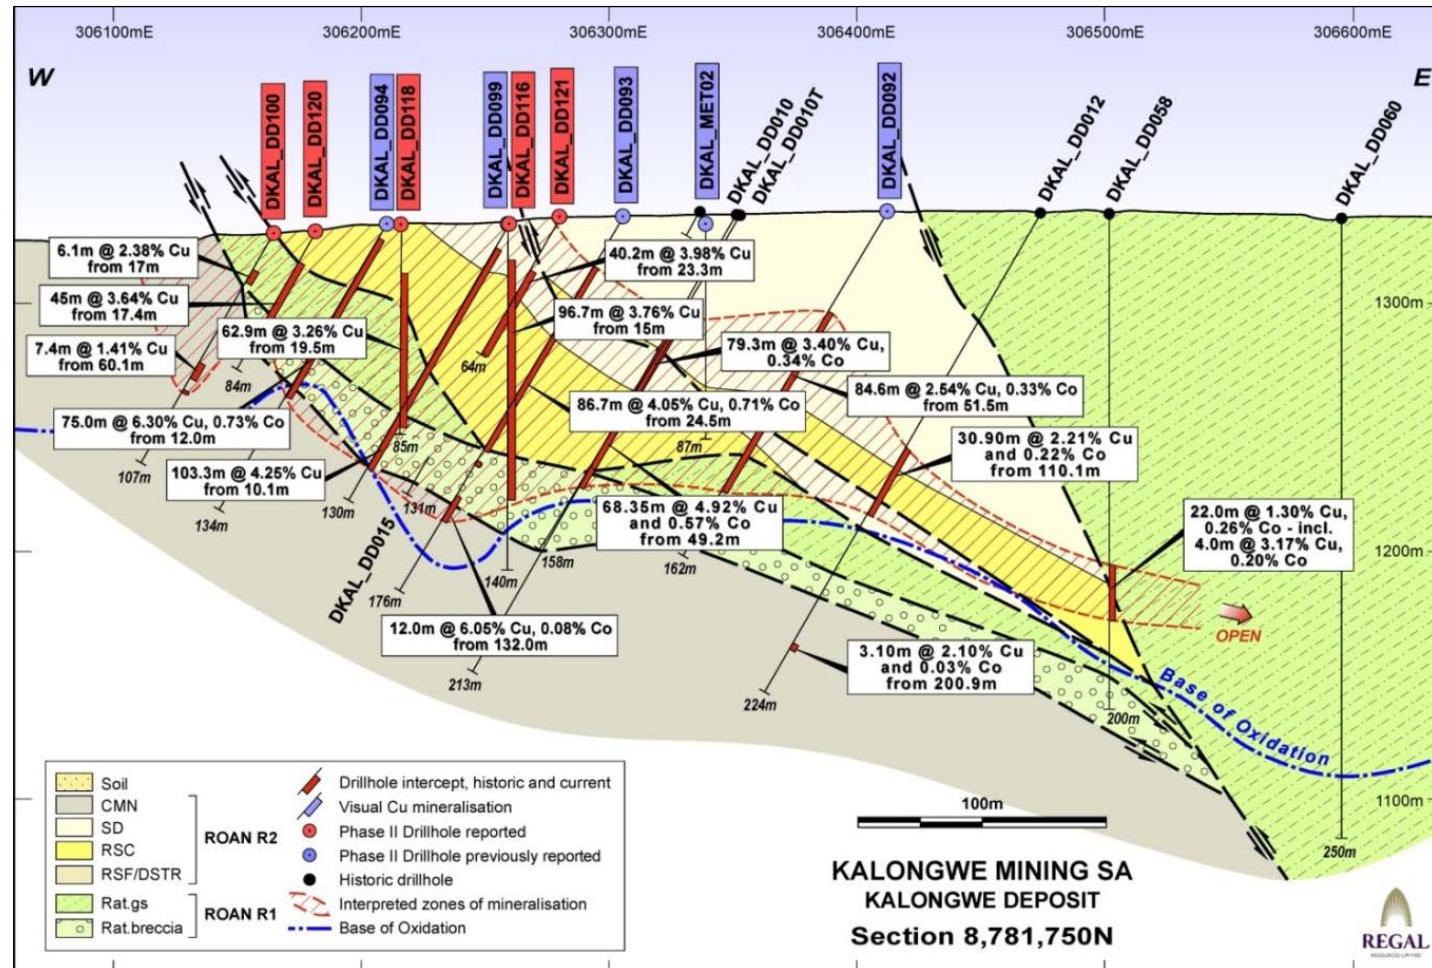 306100mE
306200mE
306300mE
306400mE
306500mE
306600mE
W
E
DKAL_DD100
DKAL_DD120
DKAL_DD094
DKAL_DD118
DKAL_DD099
DKAL_DD116
DKAL_DD121
DKAL_DD093
DKAL_MET02
DKAL_DD010
DKAL_DD010T
DKAL_DD092
DKAL_DD012
DKAL_DD058
DKAL_DD060
6.1m @ 2.38% Cu
from 17m
45m @ 3.64% Cu
from 17.4m
7.4m @ 1.41% Cu
from 60.1m
62.9m @ 3.26% Cu
from 19.5m
75.0m @ 6.30% Cu, 0.73% Co
from 12.0m
103.3m @ 4.25% Cu
from 10.1m
40.2m @ 3.98% Cu
from 23.3m
96.7m @ 3.76% Cu
from 15m
79.3m @ 3.40% Cu,
0.34% Co
86.7m @ 4.05% Cu, 0.71% Co
from 24.5m
84.6m @ 2.54% Cu, 0.33% Co
from 51.5m
30.90m @ 2.21% Cu
and 0.22% Co
from 110.1m
68.35m @ 4.92% Cu
and 0.57% Co
from 49.2m
22.0m @ 1.30% Cu,
0.26% Co - incl.
4.0m @ 3.17% Cu,
0.20% Co
12.0m @ 6.05% Cu, 0.08% Co
from 132.0m
3.10m @ 2.10% Cu
and 0.03% Co
from 200.9m
84m
107m
134m
130m
85m
131m
64m
87m
176m
140m
158m
162m
213m
224m
200m
250m
DKAL_DD015
1300m
1200m
1100m
OPEN
Base of Oxidation
Soil
CMN
SD
RSC
RSF/DSTR
Rat.gs
Rat.breccia
ROAN R2
ROAN R1
Drillhole intercept, historic and current
Visual Cu mineralisation
Phase II Drillhole reported
Phase II Drillhole previously reported
Historic drillhole
Interpreted zones of mineralisation
Base of Oxidation
100m
KALONGWE MINING SA
KALONGWE DEPOSIT
Section 8,781,750N
REGAL
RESOURCES LIMITED